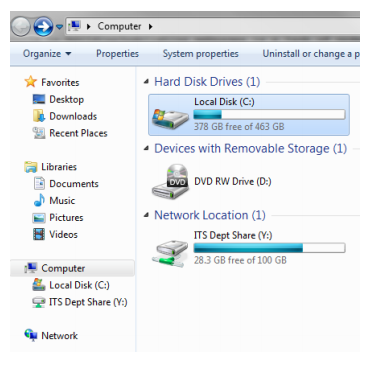 Computer
Organize Properties System properties Uninstall or change a p
Favorites
Desktop
Downloads
Recent Places
Libraries
Documents
Music
Pictures
Videos
Computer
Local Disk (C:)
ITS Dept Share (Y:)
Network
Hard Disk Drives (1)
Local Disk (C:)
378 GB free of 463 GB
Devices with Removable Storage (1)
DVD
DVD RW Drive (D:)
Network Location (1)
ITS Dept Share (Y:)
28.3 GB free of 100 GB